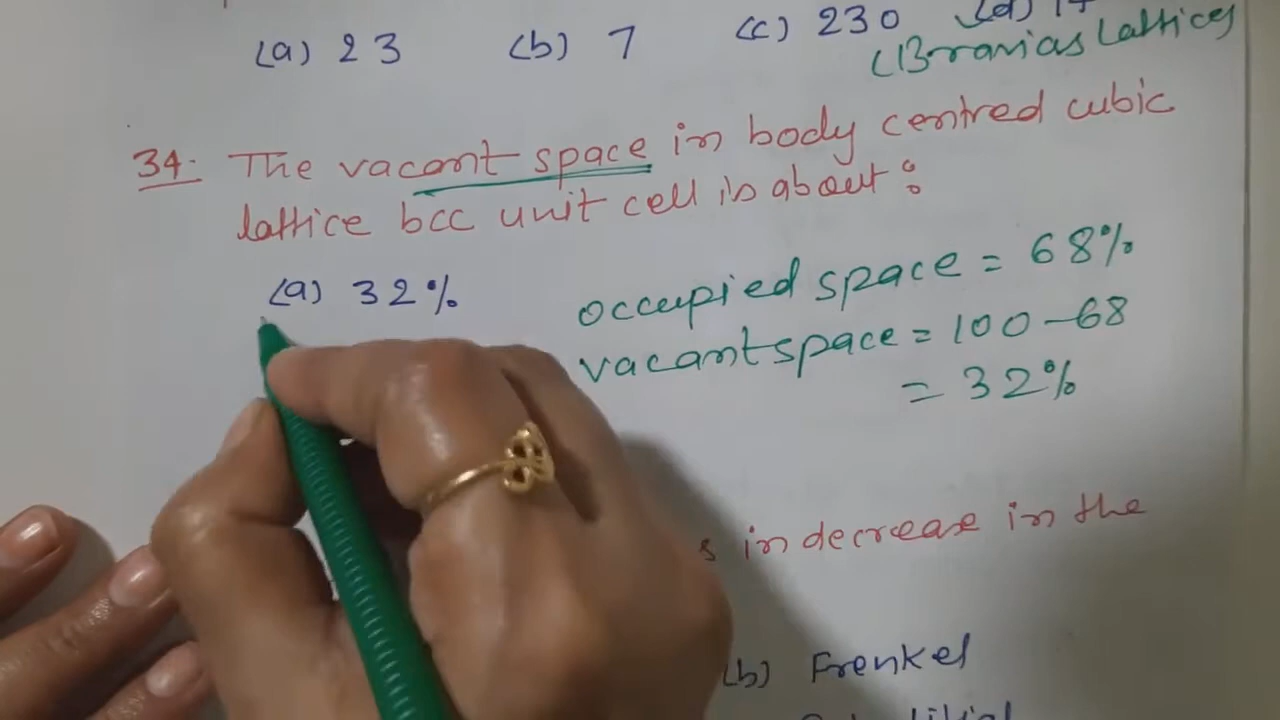 (a) 23 (b) 7 (c) 230 (d) 14
(Bravias Lattices
34. The vacant space in body centred cubic
lattice bcc unit cell is about :
(a) 32%
occupied space = 68%
vacant space = 100 - 68
= 32%
in decrease in the
(b) Frenkel